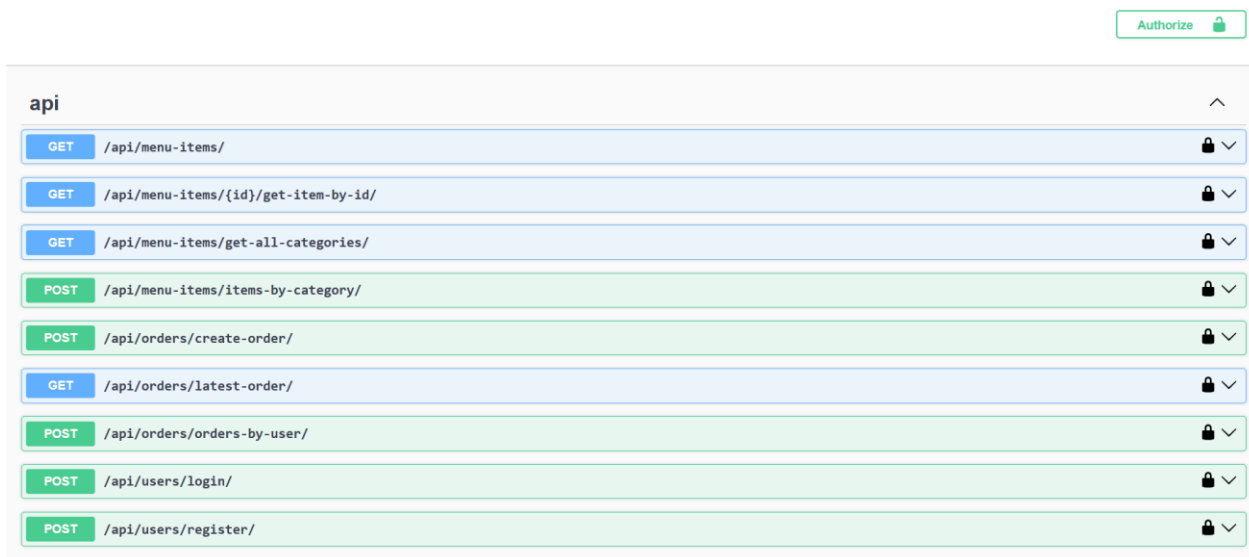 Authorize
api
GET /api/menu-items/
GET /api/menu-items/{id}/get-item-by-id/
GET /api/menu-items/get-all-categories/
POST /api/menu-items/items-by-category/
POST /api/orders/create-order/
GET /api/orders/latest-order/
POST /api/orders/orders-by-user/
POST /api/users/login/
POST /api/users/register/